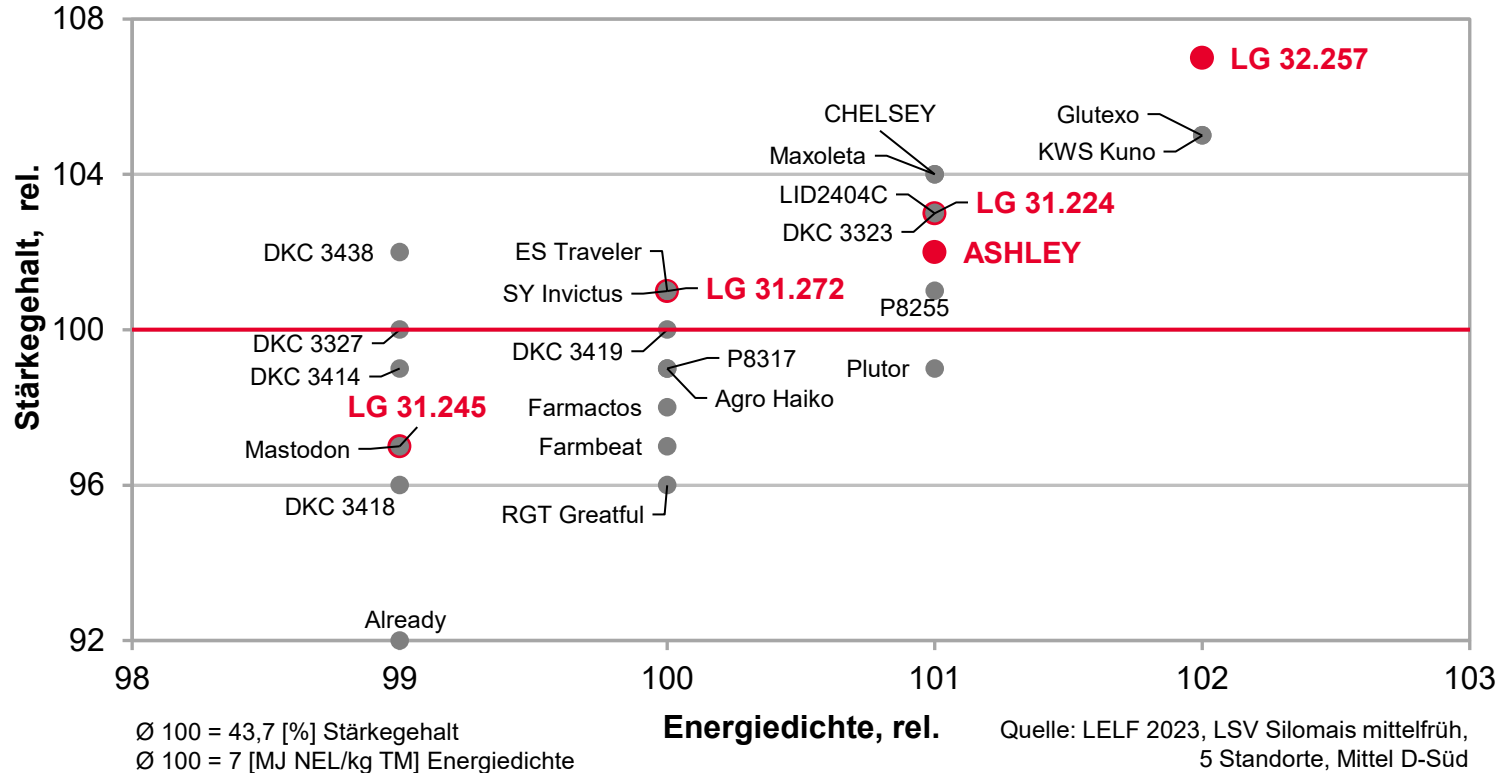 108
LG 32.257
CHELSEY
Glutexo
Maxoleta
KWS Kuno
104
LID2404C
LG 31.224
DKC 3323
DKC 3438
ES Traveler
ASHLEY
SY Invictus
LG 31.272
P8255
100
DKC 3327
DKC 3419
P8317
DKC 3414
Plutor
Agro Haiko
LG 31.245
Farmactos
Mastodon
Farmbeat
96
DKC 3418
RGT Greatful
Already
92
Stärkegehalt, rel.
98
99
100
101
102
103
Energiedichte, rel.
Ø 100 = 43,7 [%] Stärkegehalt
Ø 100 = 7 [MJ NEL/kg TM] Energiedichte
Quelle: LELF 2023, LSV Silomais mittelfrüh,
5 Standorte, Mittel D-Süd